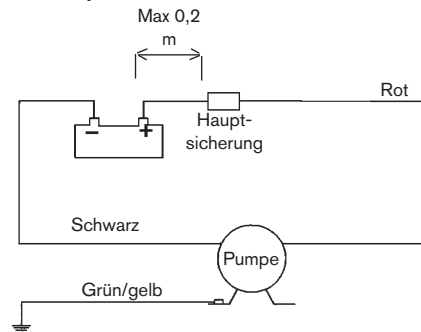 Max 0,2
m
Rot
Haupt-
sicherung
– +
Schwarz
Pumpe
Grün/gelb